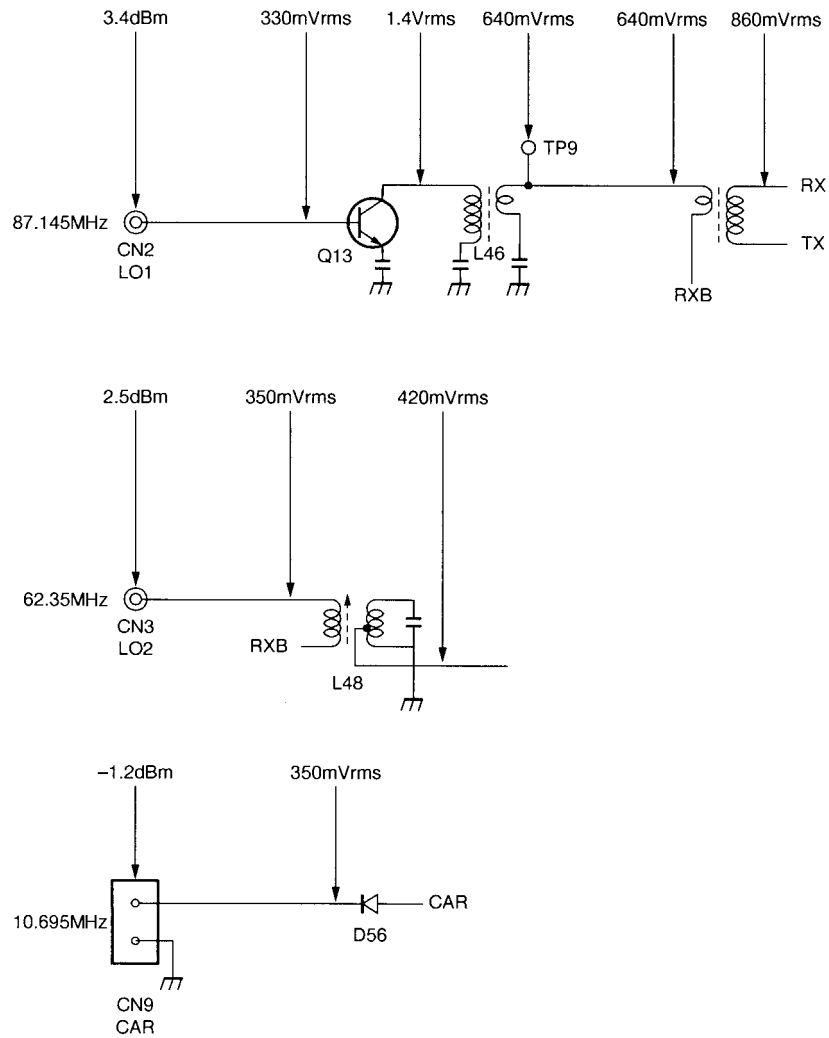 3.4dBm 330mVrms 1.4Vrms 640mVrms 640mVrms 860mVrms
TP9
RX
87.145MHz
CN2
LO1
Q13
L46
TX
RXB
2.5dBm 350mVrms 420mVrms
62.35MHz
CN3
LO2
RXB
L48
–1.2dBm 350mVrms
CAR
10.695MHz
D56
CN9
CAR